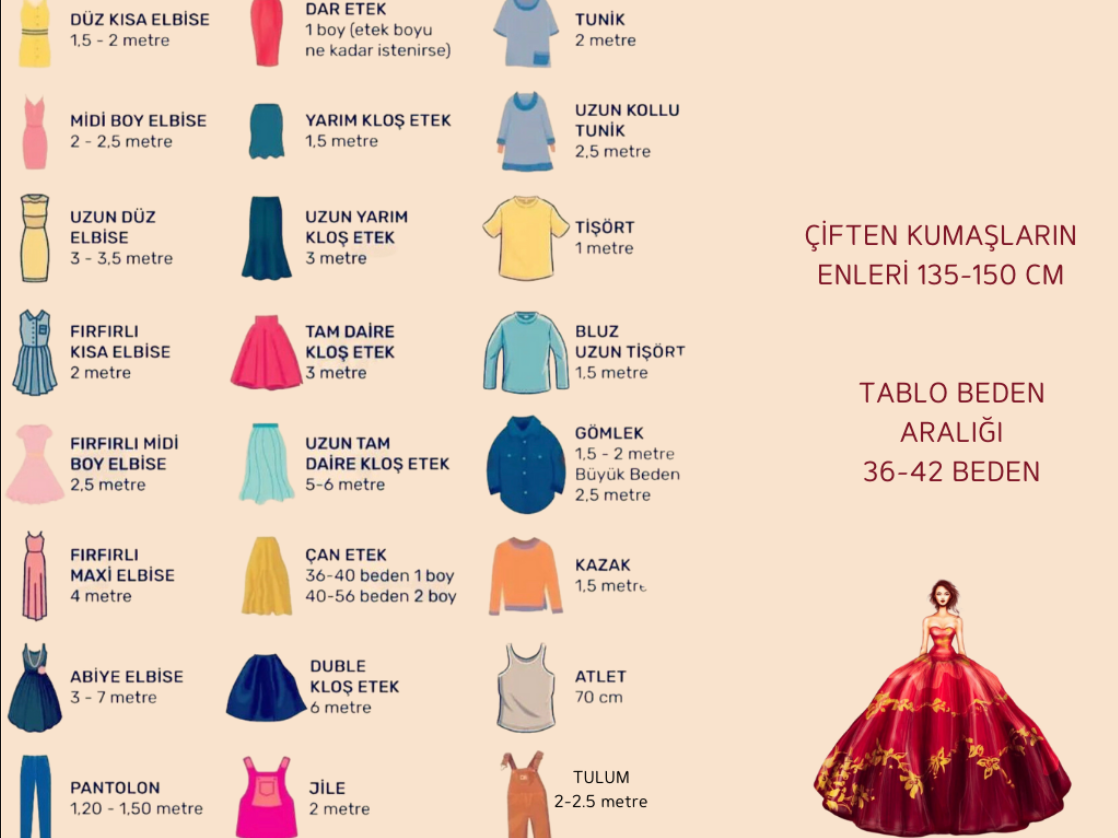 DÜZ KISA ELBİSE
1,5 - 2 metre
MİDİ BOY ELBİSE
2 - 2,5 metre
UZUN DÜZ
ELBİSE
3 - 3,5 metre
FIRFIRLI
KISA ELBİSE
2 metre
FIRFIRLI MİDİ
BOY ELBİSE
2,5 metre
FIRFIRLI
MAXİ ELBİSE
4 metre
ABİYE ELBİSE
3 - 7 metre
PANTOLON
1,20 - 1,50 metre
DAR ETEK
1 boy (etek boyu
ne kadar istenirse)
YARIM KLOŞ ETEK
1,5 metre
UZUN YARIM
KLOŞ ETEK
3 metre
TAM DAİRE
KLOŞ ETEK
3 metre
UZUN TAM
DAİRE KLOŞ ETEK
5-6 metre
ÇAN ETEK
36-40 beden 1 boy
40-56 beden 2 boy
DUBLE
KLOŞ ETEK
6 metre
JİLE
2 metre
TUNİK
2 metre
UZUN KOLLU
TUNİK
2,5 metre
TİŞÖRT
1 metre
BLUZ
UZUN TİŞÖRT
1,5 metre
GÖMLEK
1,5 - 2 metre
Büyük Beden
2,5 metre
KAZAK
1,5 metre
ATLET
70 cm
TULUM
2-2.5 metre
ÇİFTEN KUMAŞLARIN
ENLERİ 135-150 CM
TABLO BEDEN
ARALIĞI
36-42 BEDEN